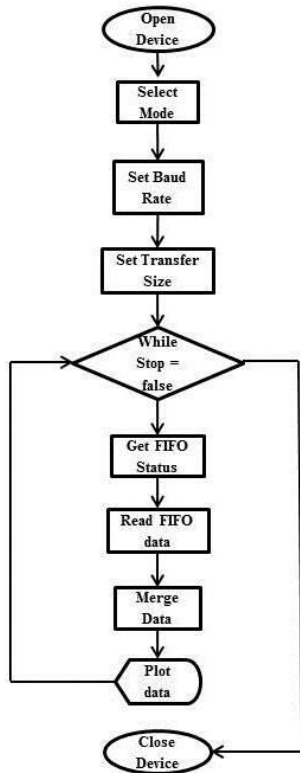 Open
Device
Select
Mode
Set Baud
Rate
Set Transfer
Size
While
Stop =
false
Get FIFO
Status
Read FIFO
data
Merge
Data
Plot
data
Close
Device